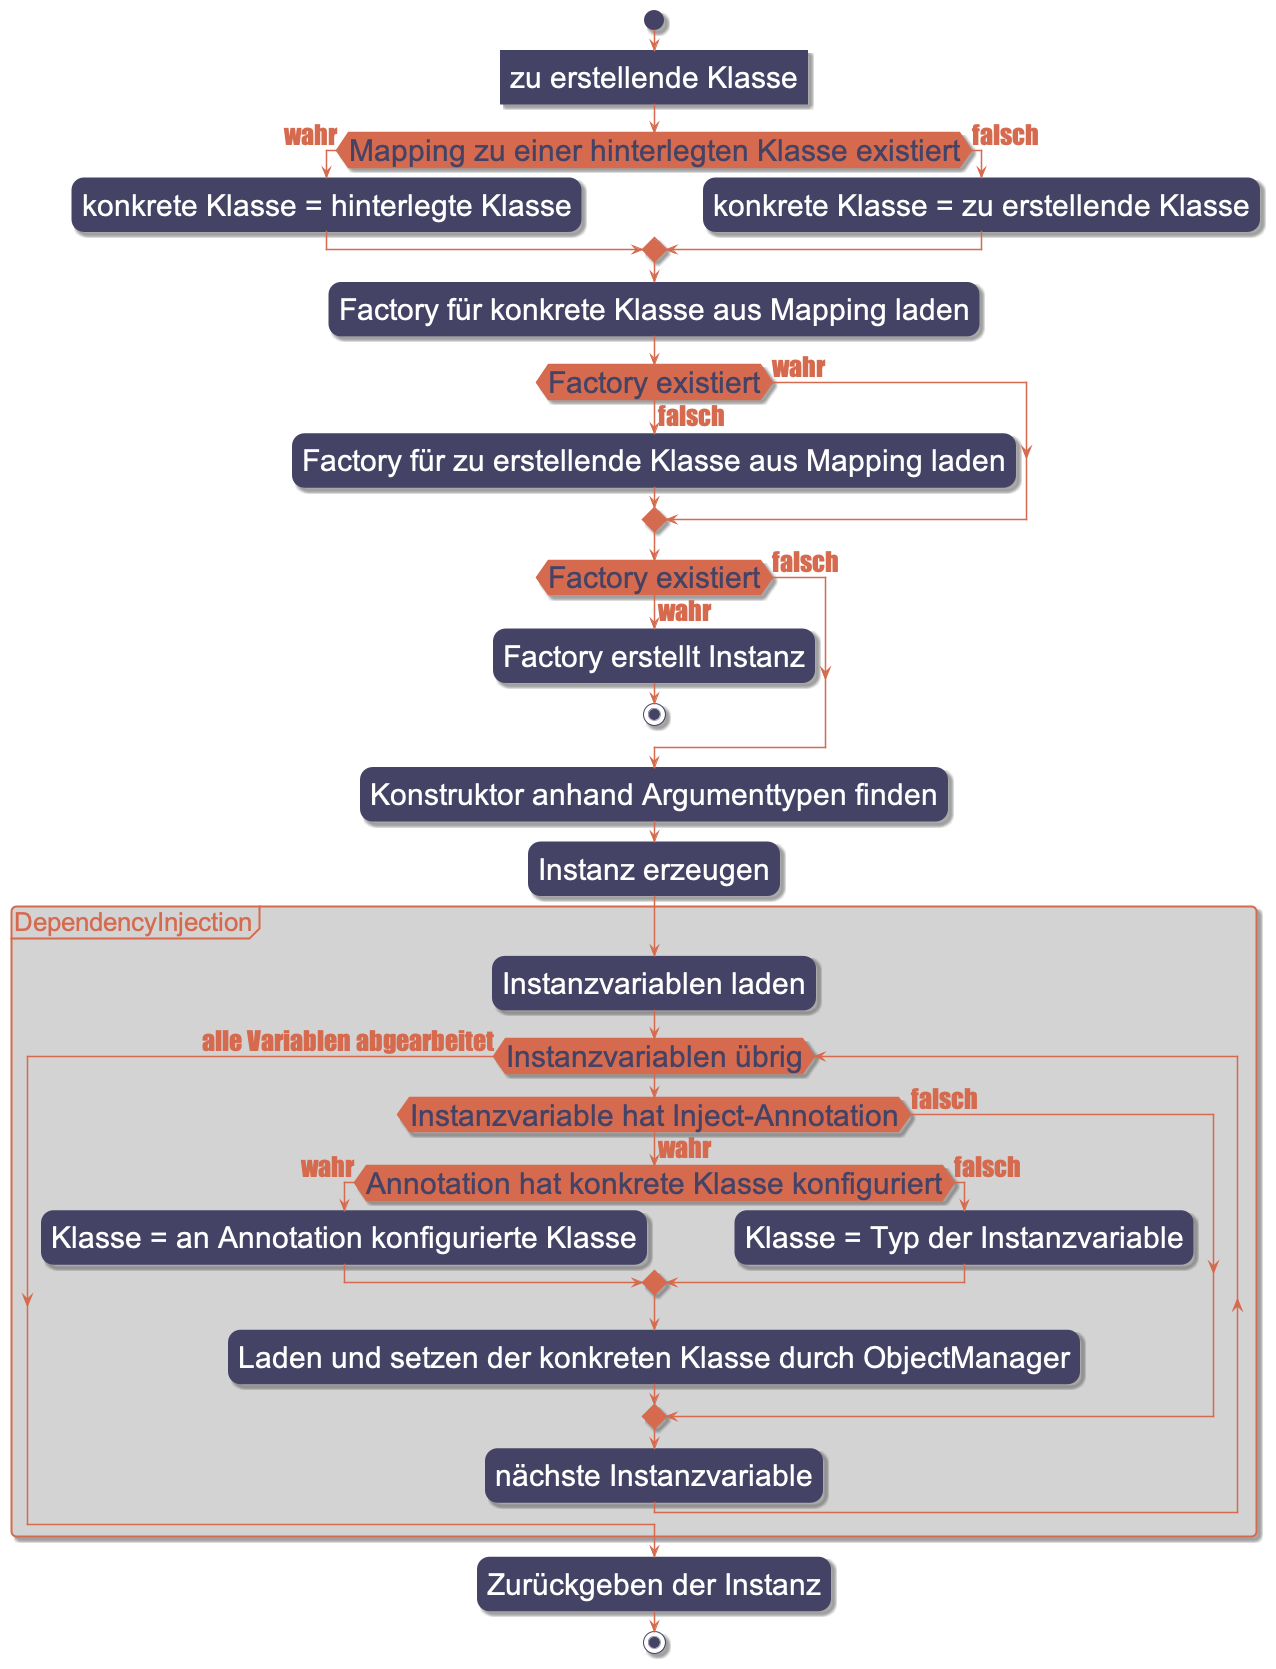 zu erstellende Klasse
wahr
Mapping zu einer hinterlegten Klasse existiert
falsch
konkrete Klasse = hinterlegte Klasse
konkrete Klasse = zu erstellende Klasse
Factory für konkrete Klasse aus Mapping laden
Factory existiert
wahr
falsch
Factory für zu erstellende Klasse aus Mapping laden
Factory existiert
falsch
wahr
Factory erstellt Instanz
Konstruktor anhand Argumenttypen finden
Instanz erzeugen
DependencyInjection
Instanzvariablen laden
alle Variablen abgearbeitet
Instanzvariablen übrig
Instanzvariable hat Inject-Annotation
falsch
wahr
wahr
Annotation hat konkrete Klasse konfiguriert
falsch
Klasse = an Annotation konfigurierte Klasse
Klasse = Typ der Instanzvariable
Laden und setzen der konkreten Klasse durch ObjectManager
nächste Instanzvariable
Zurückgeben der Instanz